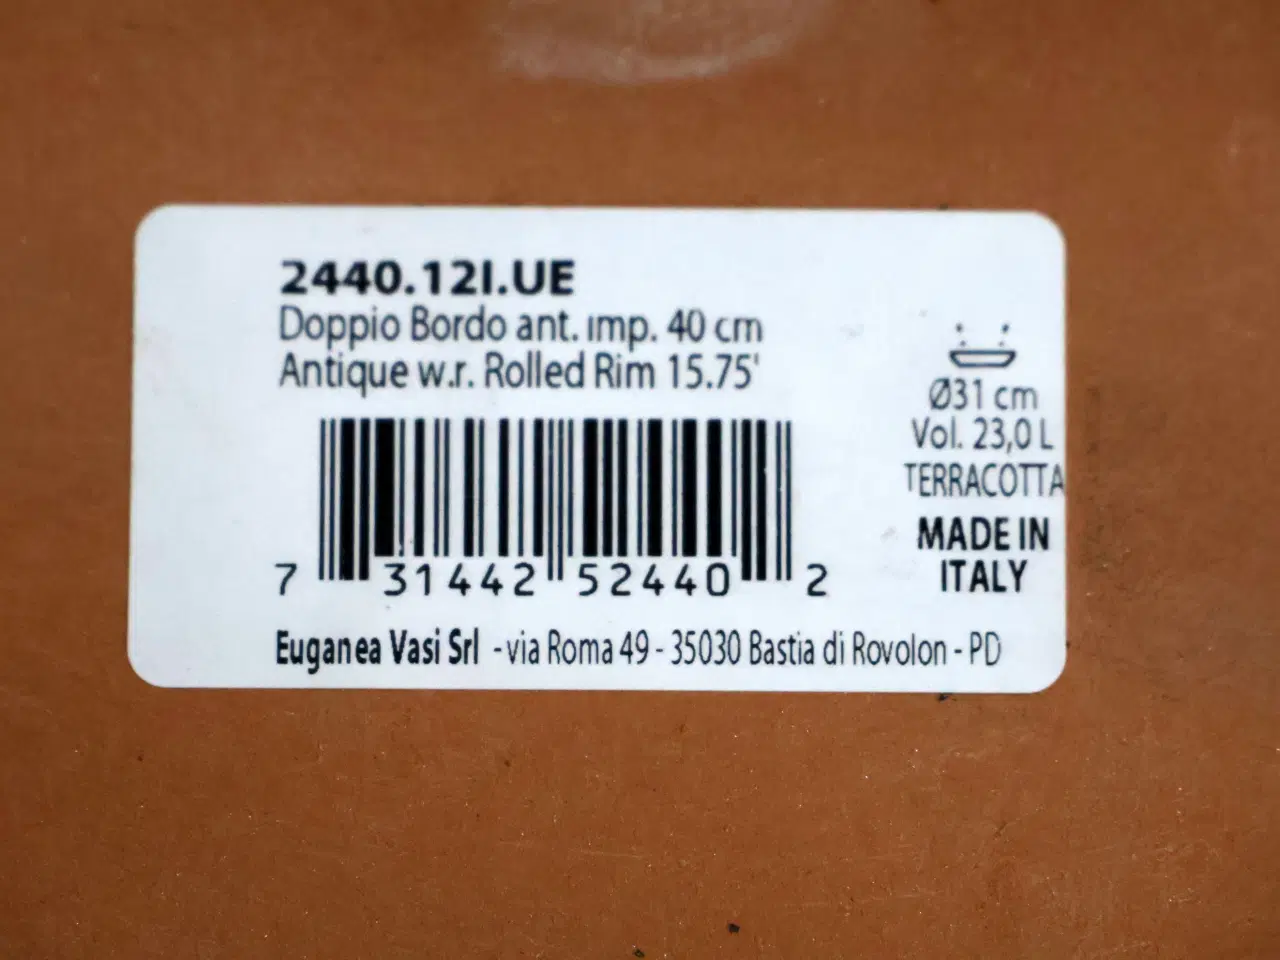 2440.12I.UE
Doppio Bordo ant. imp. 40 cm
Antique w.r. Rolled Rim 15.75'
7 31442 52440 2
Ø31 cm
Vol. 23,0 L
TERRACOTTA
MADE IN
ITALY
Euganea Vasi Srl - via Roma 49 - 35030 Bastia di Rovolon - PD